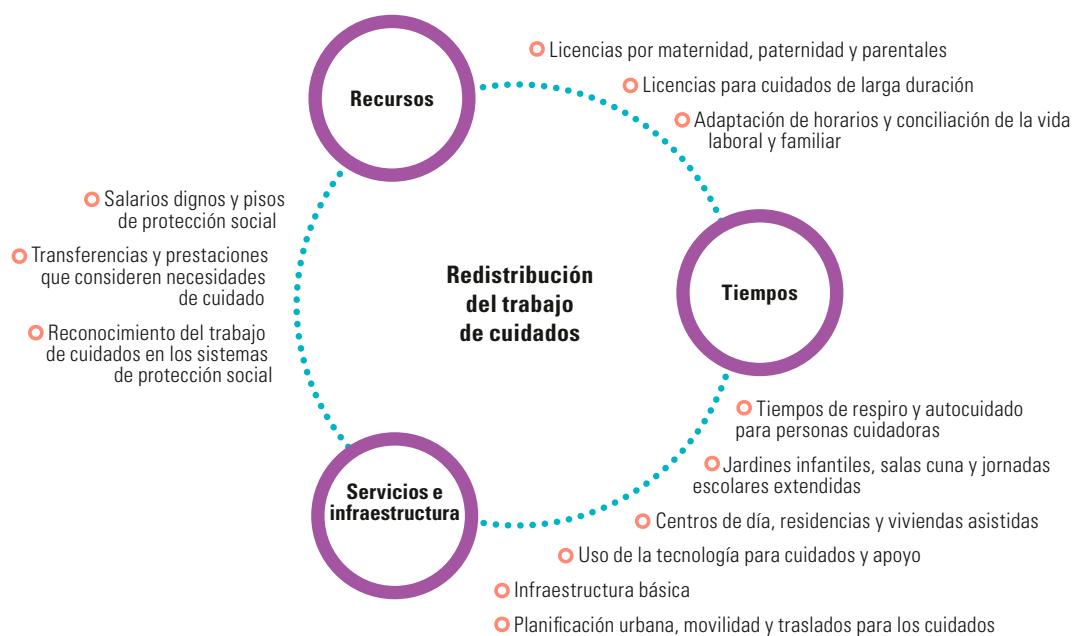 Recursos
Licencias por maternidad, paternidad y parentales
Licencias para cuidados de larga duración
Adaptación de horarios y conciliación de la vida
laboral y familiar
Salarios dignos y pisos
de protección social
Transferencias y prestaciones
que consideren necesidades
de cuidado
Reconocimiento del trabajo
de cuidados en los sistemas
de protección social
Redistribución
del trabajo
de cuidados
Tiempos
Tiempos de respiro y autocuidado
para personas cuidadoras
Jardines infantiles, salas cuna y jornadas
escolares extendidas
Servicios e
infraestructura
Centros de día, residencias y viviendas asistidas
Uso de la tecnología para cuidados y apoyo
Infraestructura básica
Planificación urbana, movilidad y traslados para los cuidados